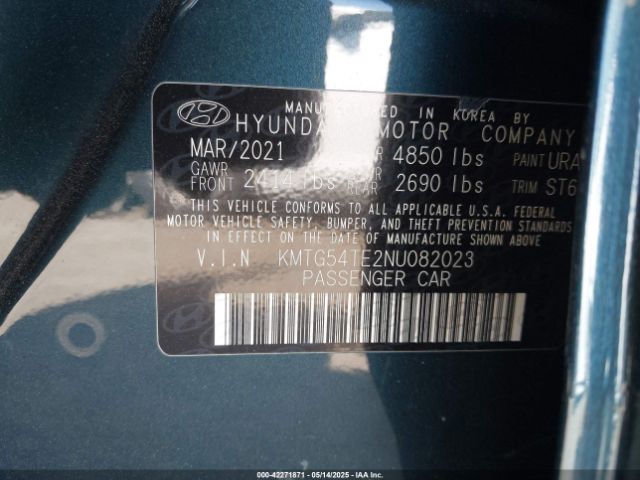 MANUFACTURED IN KOREA BY
HYUNDAI MOTOR COMPANY
MAR/2021 4850 lbs PAINT URA
GAWR
FRONT 2414 lbs REAR 2690 lbs TRIM ST6
THIS VEHICLE CONFORMS TO ALL APPLICABLE U.S.A. FEDERAL
MOTOR VEHICLE SAFETY, BUMPER, AND THEFT PREVENTION STANDARDS
IN EFFECT ON THE DATE OF MANUFACTURE SHOWN ABOVE.
V.I.N KMTG54TE2NU082023
PASSENGER CAR
000-42271871 - 05/14/2025 - IAAI.COM